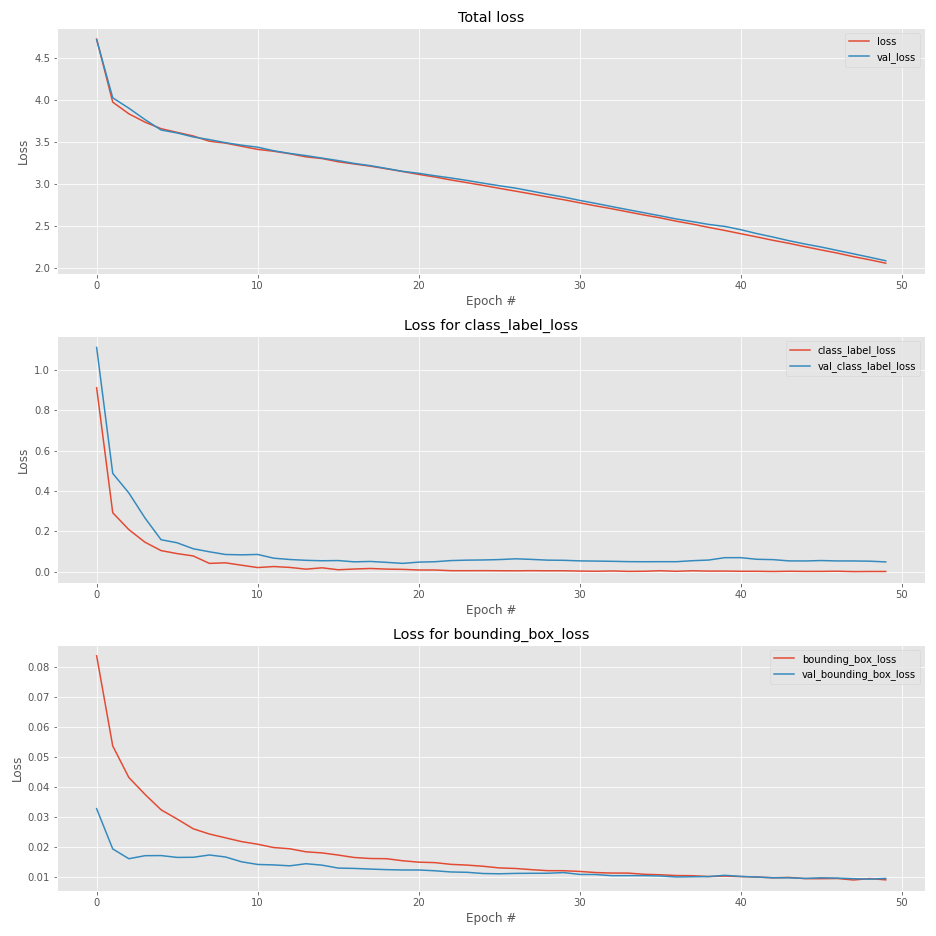 Total loss
loss
val_loss
4.5
4.0
3.5
3.0
2.5
2.0
Loss
0 10 20 30 40 50
Epoch #
Loss for class_label_loss
class_label_loss
val_class_label_loss
1.0
0.8
0.6
0.4
0.2
0.0
Loss
0 10 20 30 40 50
Epoch #
Loss for bounding_box_loss
bounding_box_loss
val_bounding_box_loss
0.08
0.07
0.06
0.05
0.04
0.03
0.02
0.01
Loss
0 10 20 30 40 50
Epoch #